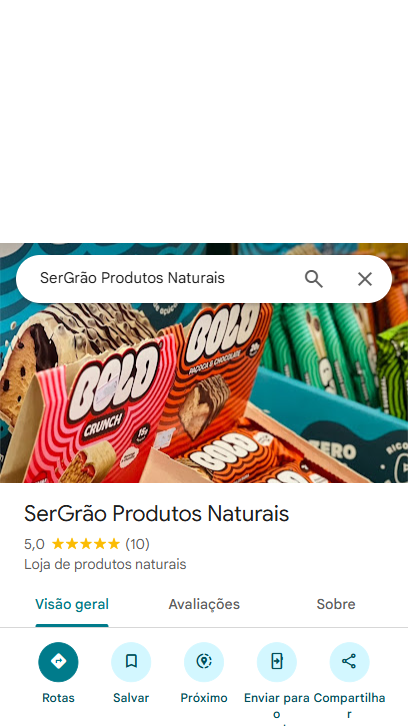 SerGrão Produtos Naturais
BOLD
CRUNCH
BOLD
PAÇOCA & CHOCOLATE
BOLD
ZERO
SerGrão Produtos Naturais
5,0 ★★★★★ (10)
Loja de produtos naturais
Visão geral Avaliações Sobre
Rotas Salvar Próximo Enviar para o Compartilhar